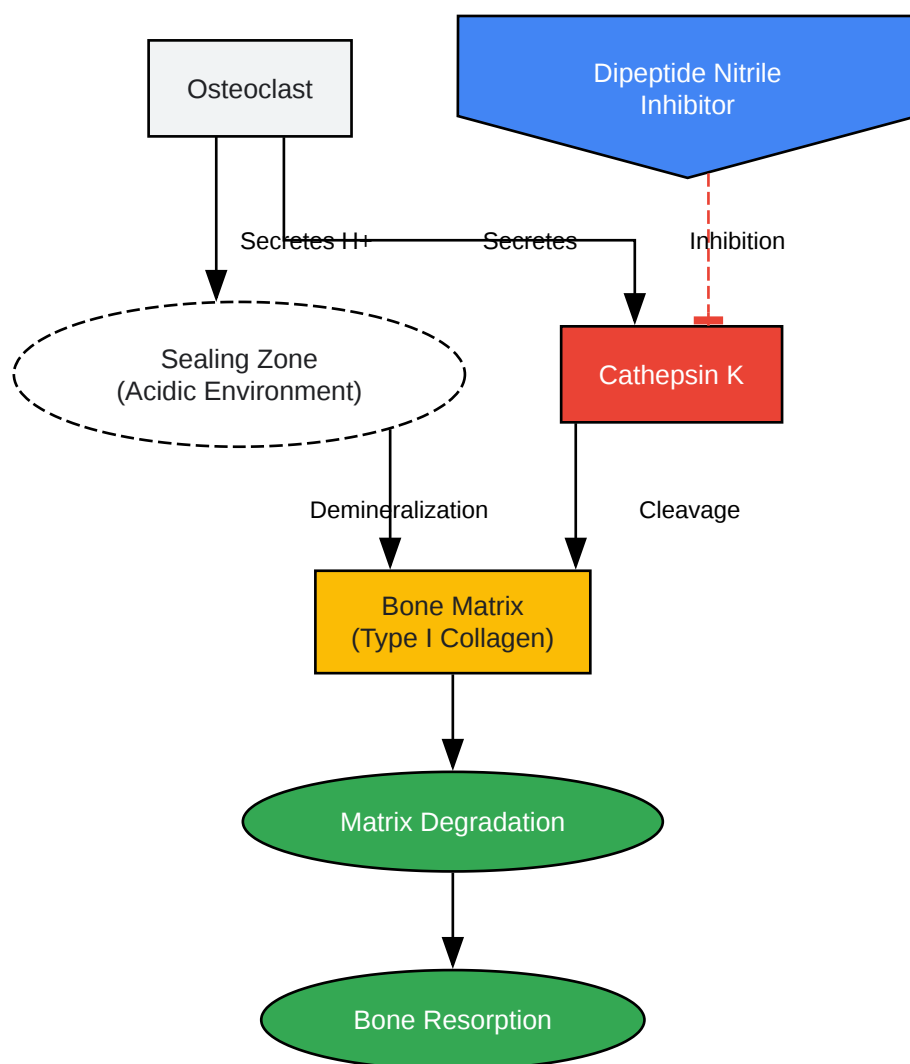 Osteoclast
Dipeptide Nitrile
Inhibitor
Secretes H+
Secretes
Inhibition
Sealing Zone
(Acidic Environment)
Cathepsin K
Demineralization
Cleavage
Bone Matrix
(Type I Collagen)
Matrix Degradation
Bone Resorption